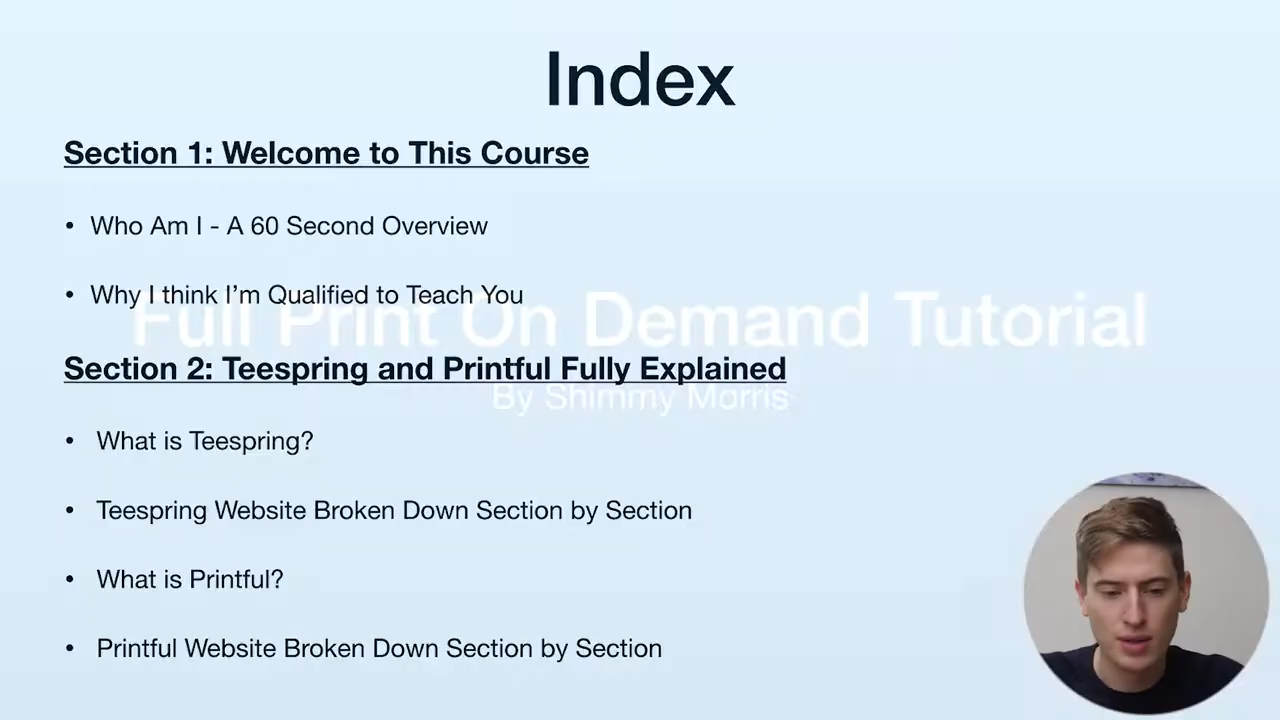 Index
Section 1: Welcome to This Course
• Who Am I - A 60 Second Overview
• Why I think I'm Qualified to Teach You
Full Print On Demand Tutorial
Section 2: Teespring and Printful Fully Explained
By Shimmy Morris
• What is Teespring?
• Teespring Website Broken Down Section by Section
• What is Printful?
• Printful Website Broken Down Section by Section